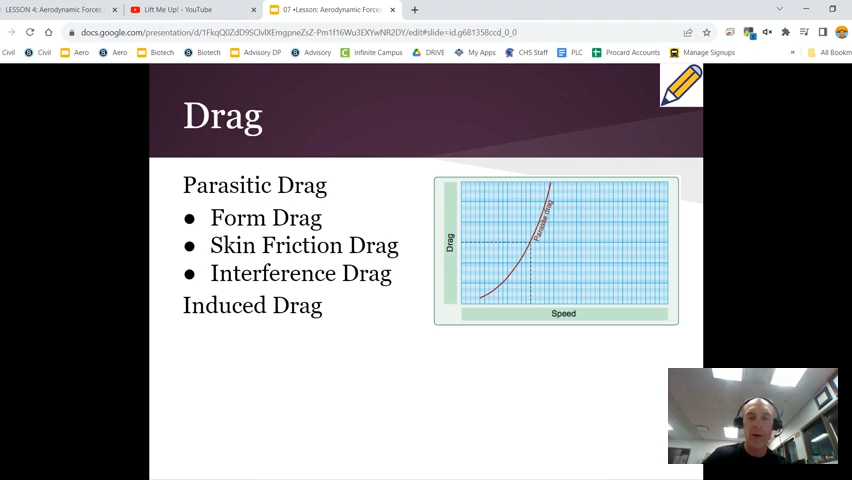 LESSON 4: Aerodynamic Forces
Lift Me Up! - YouTube
07 •Lesson: Aerodynamic Forces
docs.google.com/presentation/d/1FkqQ0ZdD9SClvlXEmgpneZsZ-Pm1f16Wu3EXYwNR2DY/edit#slide=id.g681358ccd_0_0
Civil Civil Aero Aero Biotech Biotech Advisory DP Advisory Infinite Campus DRIVE My Apps CHS Staff PLC Procard Accounts Manage Signups » All Bookm
Drag
Parasitic Drag
● Form Drag
● Skin Friction Drag
● Interference Drag
Induced Drag
Drag
Parasite drag
Speed